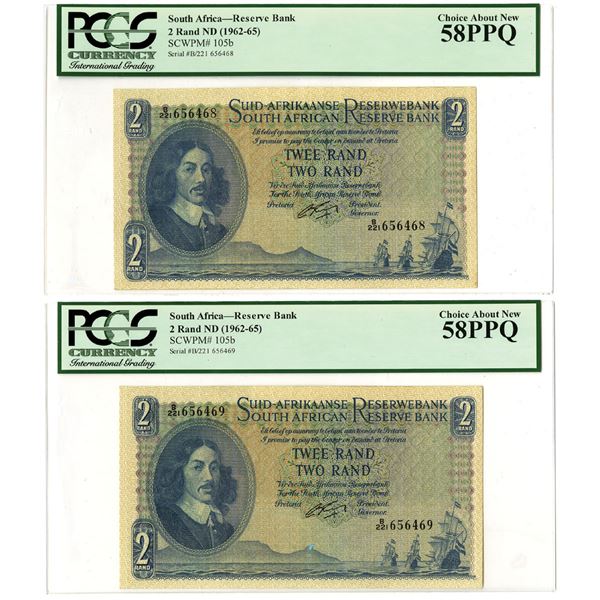 PCGS
CURRENCY
International Grading
South Africa—Reserve Bank
2 Rand ND (1962-65)
SCWPM# 105b
Serial #B/221 656468
Choice About New
58PPQ
2
RAND
B/221 656468
SUID-AFRIKAANSE RESERWEBANK
SOUTH AFRICAN RESERVE BANK
2
RAND
Ek belief op aanvraag te betaal aan toonder te Pretoria
I promise to pay the bearer on demand at Pretoria
TWEE RAND
TWO RAND
Vir die Suid-Afrikaanse Reserwebank
For the South African Reserve Bank
Pretoria
President.
Governor.
B/221 656468
2
RAND
PCGS
CURRENCY
International Grading
South Africa—Reserve Bank
2 Rand ND (1962-65)
SCWPM# 105b
Serial #B/221 656469
Choice About New
58PPQ
2
RAND
B/221 656469
SUID-AFRIKAANSE RESERWEBANK
SOUTH AFRICAN RESERVE BANK
2
RAND
Ek belief op aanvraag te betaal aan toonder te Pretoria
I promise to pay the bearer on demand at Pretoria
TWEE RAND
TWO RAND
Vir die Suid-Afrikaanse Reserwebank
For the South African Reserve Bank
Pretoria
President.
Governor.
B/221 656469
2
RAND